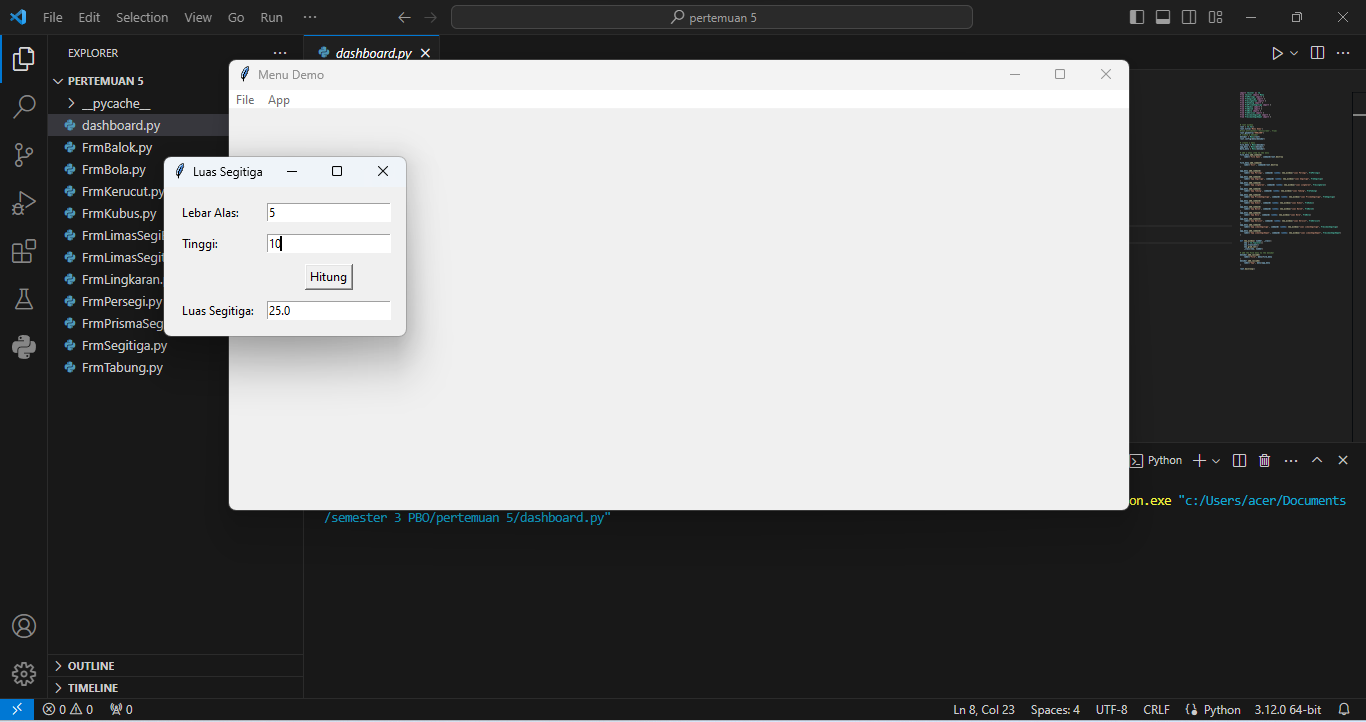 File Edit Selection View Go Run ···
pertemuan 5
EXPLORER
dashboard.py
PERTEMUAN 5
__pycache__
dashboard.py
FrmBalok.py
FrmBola.py
FrmKerucut.py
FrmKubus.py
FrmLimasSegi
FrmLimasSegit
FrmLingkaran.
FrmPersegi.py
FrmPrismaSeg
FrmSegitiga.py
FrmTabung.py
Menu Demo
File App
Luas Segitiga
Lebar Alas: 5
Tinggi: 10
Hitung
Luas Segitiga: 25.0
Python
on.exe "c:/Users/acer/Documents
/semester 3 PBO/pertemuan 5/dashboard.py"
OUTLINE
TIMELINE
0 0 0
Ln 8, Col 23 Spaces: 4 UTF-8 CRLF Python 3.12.0 64-bit